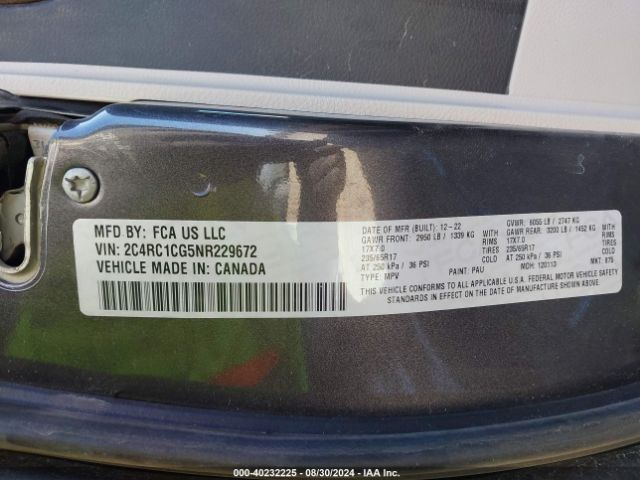 MFD BY: FCA US LLC
VIN: 2C4RC1CG5NR229672
VEHICLE MADE IN: CANADA
DATE OF MFR (BUILT): 12-22 GVWR: 6055 LB / 2747 KG
GAWR FRONT: 2950 LB / 1339 KG WITH GAWR REAR: 3200 LB / 1452 KG WITH
17X7.0 RIMS 17X7.0 RIMS
235/65R17 TIRES 235/65R17 TIRES
AT 250 kPa / 36 PSI COLD AT 250 kPa / 36 PSI COLD
TYPE: MPV PAINT: PAU MDH: 120113 MKT:
THIS VEHICLE CONFORMS TO ALL APPLICABLE U.S.A. FEDERAL MOTOR VEHICLE SAFETY
STANDARDS IN EFFECT ON THE DATE OF MANUFACTURE SHOWN ABOVE.
000-40232225 - 08/30/2024 - IAA Inc.